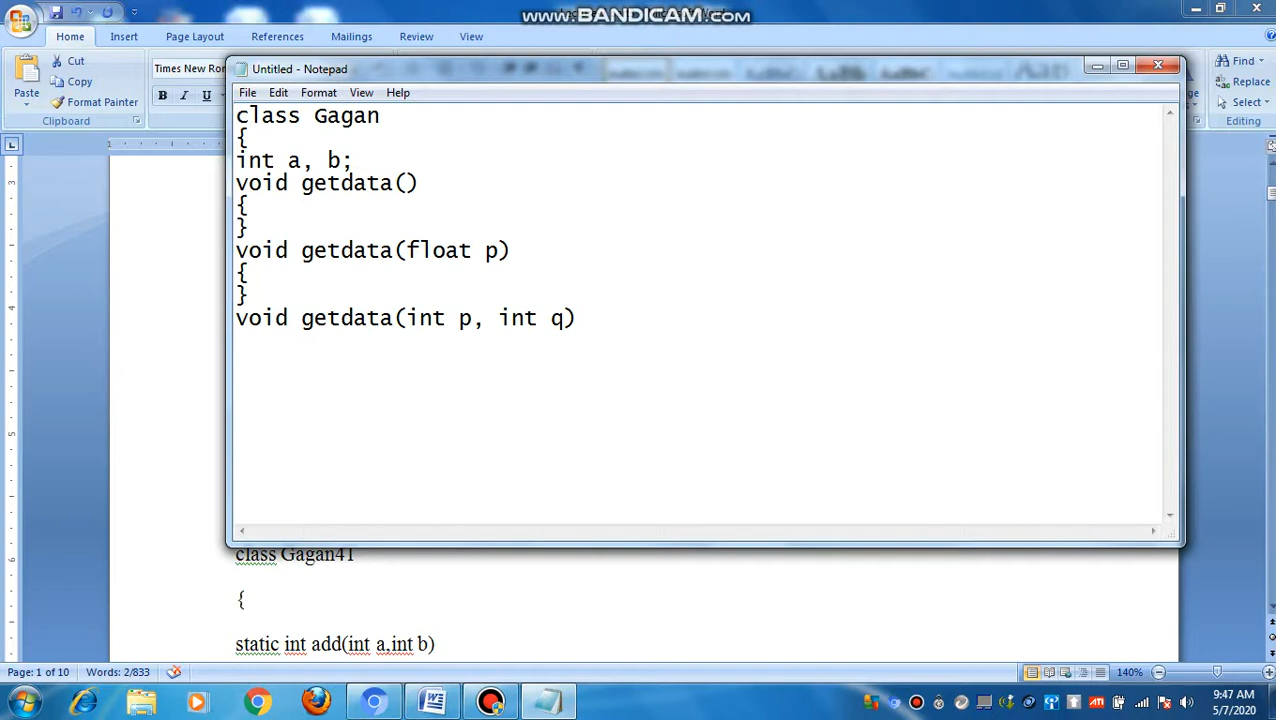 www.BANDICAM.com
Home Insert Page Layout References Mailings Review View
Cut
Copy
Format Painter
Paste
Clipboard
Times New Ro
B I U
Find
Replace
Select
Editing
Untitled - Notepad
File Edit Format View Help
class Gagan
{
int a, b;
void getdata()
{
}
void getdata(float p)
{
}
void getdata(int p, int q)
class Gagan41
{
static int add(int a,int b)
Page: 1 of 10 Words: 2/833 140%
9:47 AM
5/7/2020